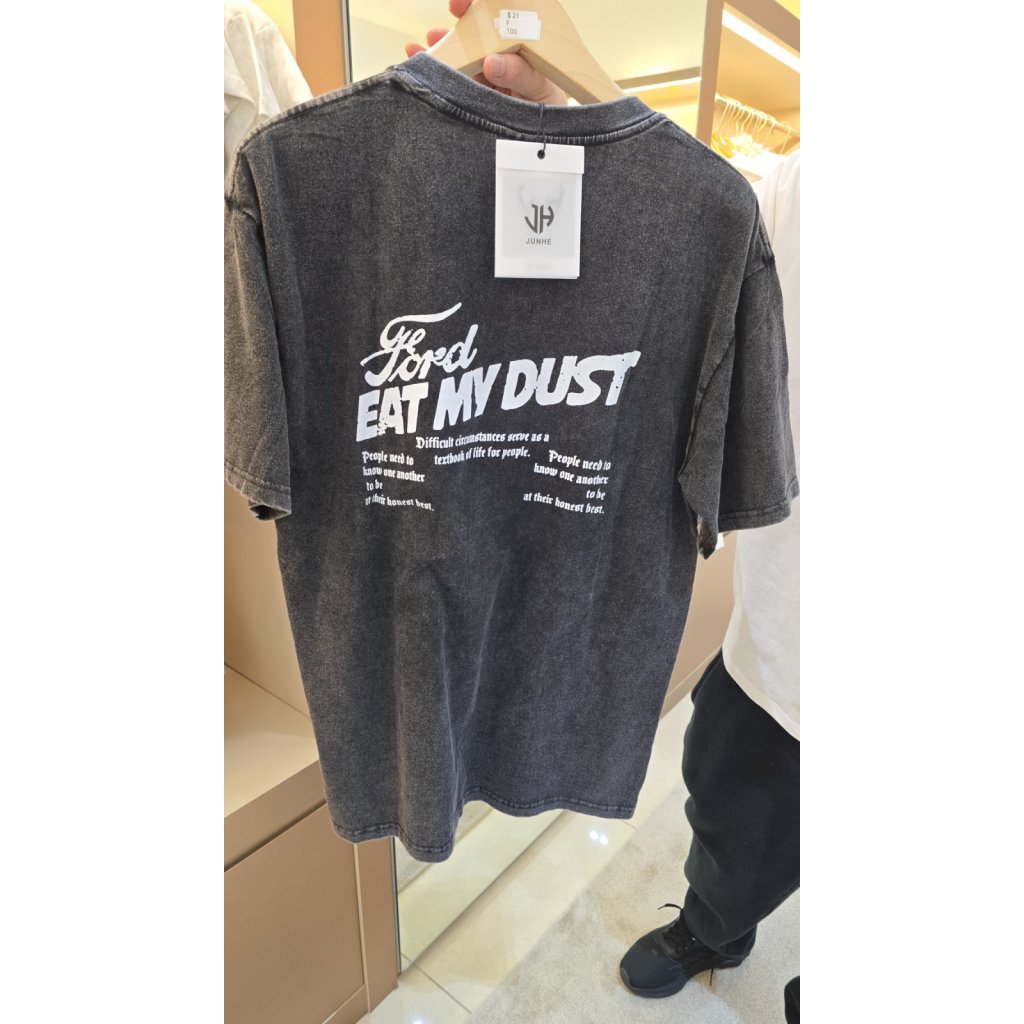 $21
F
100
JH
JUNHE
Ford
EAT MY DUST
Difficult circumstances serve as a
textbook of life for people.
People need to
know one another
to be
at their honest best.
People need to
know one another
to be
at their honest best.